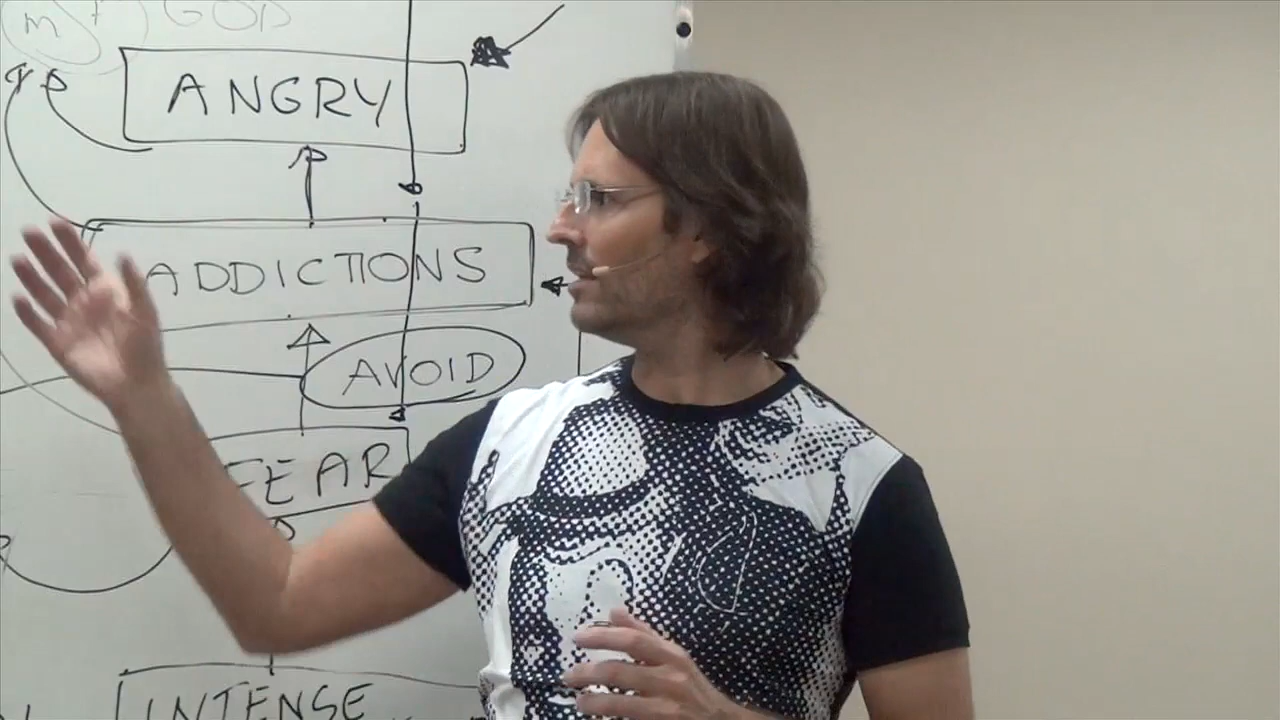 m f GOD
ANGRY
ADDICTIONS
AVOID
FEAR
INTENSE